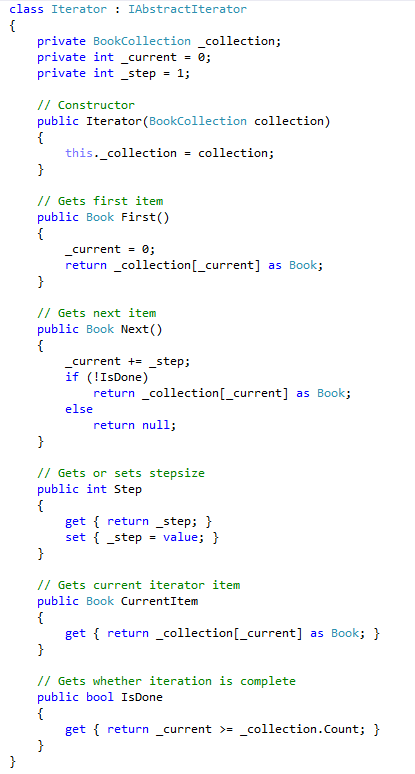 class Iterator : IAbstractIterator
{
    private BookCollection _collection;
    private int _current = 0;
    private int _step = 1;

    // Constructor
    public Iterator(BookCollection collection)
    {
        this._collection = collection;
    }

    // Gets first item
    public Book First()
    {
        _current = 0;
        return _collection[_current] as Book;
    }

    // Gets next item
    public Book Next()
    {
        _current += _step;
        if (!IsDone)
            return _collection[_current] as Book;
        else
            return null;
    }

    // Gets or sets stepsize
    public int Step
    {
        get { return _step; }
        set { _step = value; }
    }

    // Gets current iterator item
    public Book CurrentItem
    {
        get { return _collection[_current] as Book; }
    }

    // Gets whether iteration is complete
    public bool IsDone
    {
        get { return _current >= _collection.Count; }
    }
}